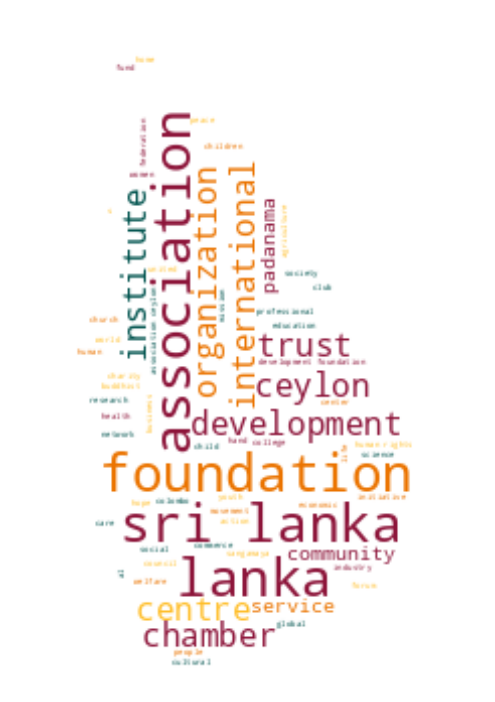 home
fund
association
peace
federation
children
women
institute
organization
international
padanama
agriculture
united
society
association ceylon
mission
club
professional
church
education
world
human
trust
development foundation
charity
buddhist
ceylon
research
business
center
health
development
network
child
hand college
life
human rights
science
foundation
hope
colombo
youth
initiative
movement
economic
care
sri lanka
action
social
commerce
sangamaya
community
council
industry
al
lanka
welfare
forum
centre
service
global
chamber
people
cultural